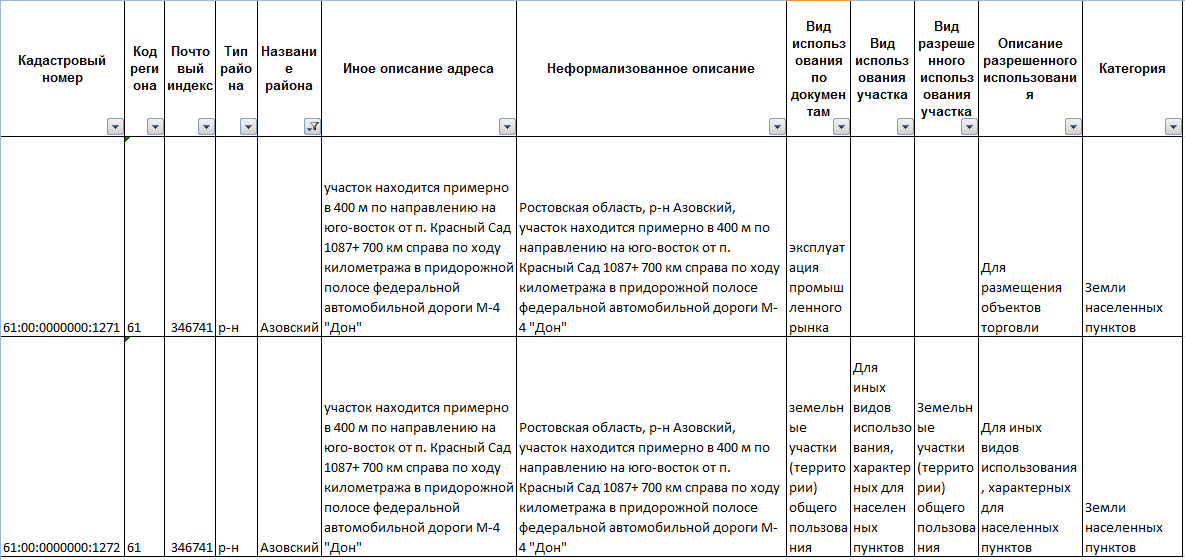 Кадастровый
номер
Код
реги
она
Почто
вый
индекс
Тип
райо
на
Названи
е
района
Иное описание адреса
Неформализованное описание
Вид
использ
ования
по
докумен
там
Вид
использ
ования
участка
Вид
разреше
нного
использ
ования
участка
Описание
разрешенного
использовани
я
Категория
61:00:0000000:1271
61
346741
р-н
Азовский
участок находится примерно
в 400 м по направлению на
юго-восток от п. Красный Сад
1087+ 700 км справа по ходу
километража в придорожной
полосе федеральной
автомобильной дороги М-4
"Дон"
Ростовская область, р-н Азовский,
участок находится примерно в 400 м по
направлению на юго-восток от п.
Красный Сад 1087+ 700 км справа по ходу
километража в придорожной полосе
федеральной автомобильной дороги М-
4 "Дон"
эксплуат
ация
промыш
ленного
рынка
Для
размещения
объектов
торговли
Земли
населенных
пунктов
61:00:0000000:1272
61
346741
р-н
Азовский
участок находится примерно
в 400 м по направлению на
юго-восток от п. Красный Сад
1087+ 700 км справа по ходу
километража в придорожной
полосе федеральной
автомобильной дороги М-4
"Дон"
Ростовская область, р-н Азовский,
участок находится примерно в 400 м по
направлению на юго-восток от п.
Красный Сад 1087+ 700 км справа по ходу
километража в придорожной полосе
федеральной автомобильной дороги М-
4 "Дон"
земельн
ые
участки
(террито
рии)
общего
пользова
ния
Для
иных
видов
использо
вания,
характер
ных для
населен
ных
пунктов
Земельн
ые
участки
(террито
рии)
общего
пользова
ния
Для иных
видов
использования
, характерных
для
населенных
пунктов
Земли
населенных
пунктов